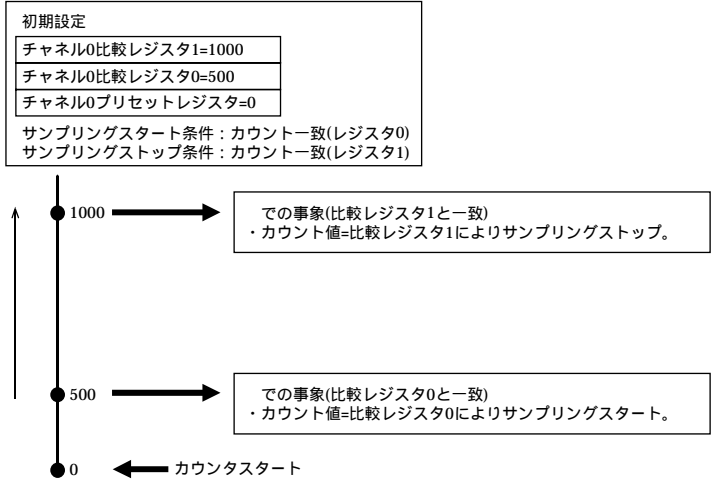 初期設定
チャネル0比較レジスタ1=1000
チャネル0比較レジスタ0=500
チャネル0プリセットレジスタ=0
サンプリングスタート条件：カウント一致(レジスタ0)
サンプリングストップ条件：カウント一致(レジスタ1)
1000
での事象(比較レジスタ1と一致)
・カウント値=比較レジスタ1によりサンプリングストップ。
500
での事象(比較レジスタ0と一致)
・カウント値=比較レジスタ0によりサンプリングスタート。
0 カウンタスタート